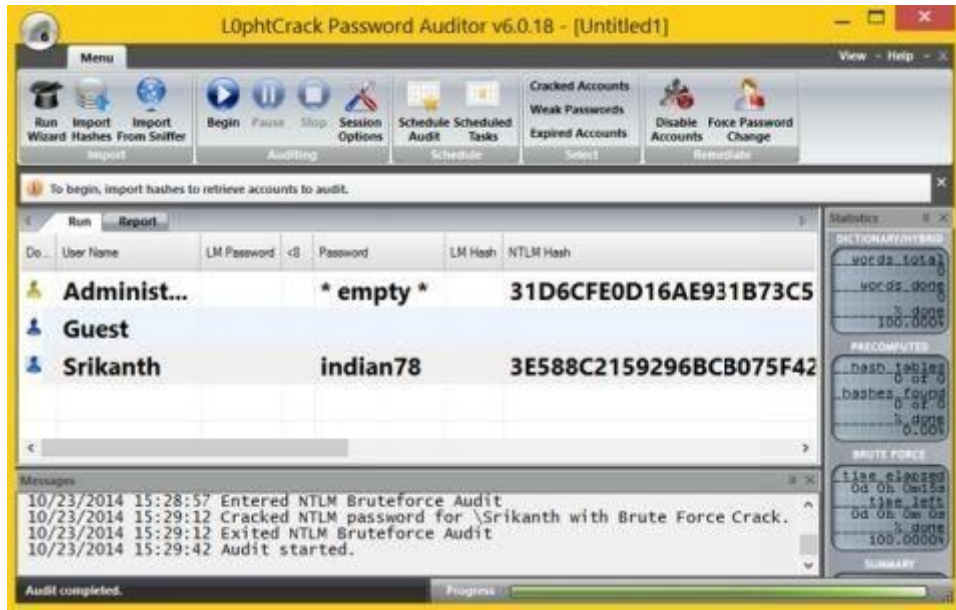 L0phtCrack Password Auditor v6.0.18 - [Untitled1]
Menu
View - Help - X
Run Wizard
Import Hashes
Import From Sniffer
Begin
Pause
Stop
Session Options
Schedule Audit
Scheduled Tasks
Cracked Accounts
Weak Passwords
Expired Accounts
Disable Accounts
Force Password Change
Import
Auditing
Schedule
Select
Remediate
To begin, import hashes to retrieve accounts to audit.
Run Report
Do... User Name LM Password <8 Password LM Hash NTLM Hash
Administ... * empty * 31D6CFE0D16AE931B73C5
Guest
Srikanth indian78 3E588C2159296BCB075F42
Messages
10/23/2014 15:28:57 Entered NTLM Bruteforce Audit
10/23/2014 15:29:12 Cracked NTLM password for \Srikanth with Brute Force Crack.
10/23/2014 15:29:12 Exited NTLM Bruteforce Audit
10/23/2014 15:29:42 Audit started.
Statistics
DICTIONARY/HYBRID
words total
0
words done
0
% done
100.000%
PRECOMPUTED
hash tables
0 of 0
hashes found
0 of 0
% done
0.00%
BRUTE FORCE
time elapsed
0d 0h 0m15s
time left
0d 0h 0m 0s
% done
100.0000%
SUMMARY
Audit completed.
Progress